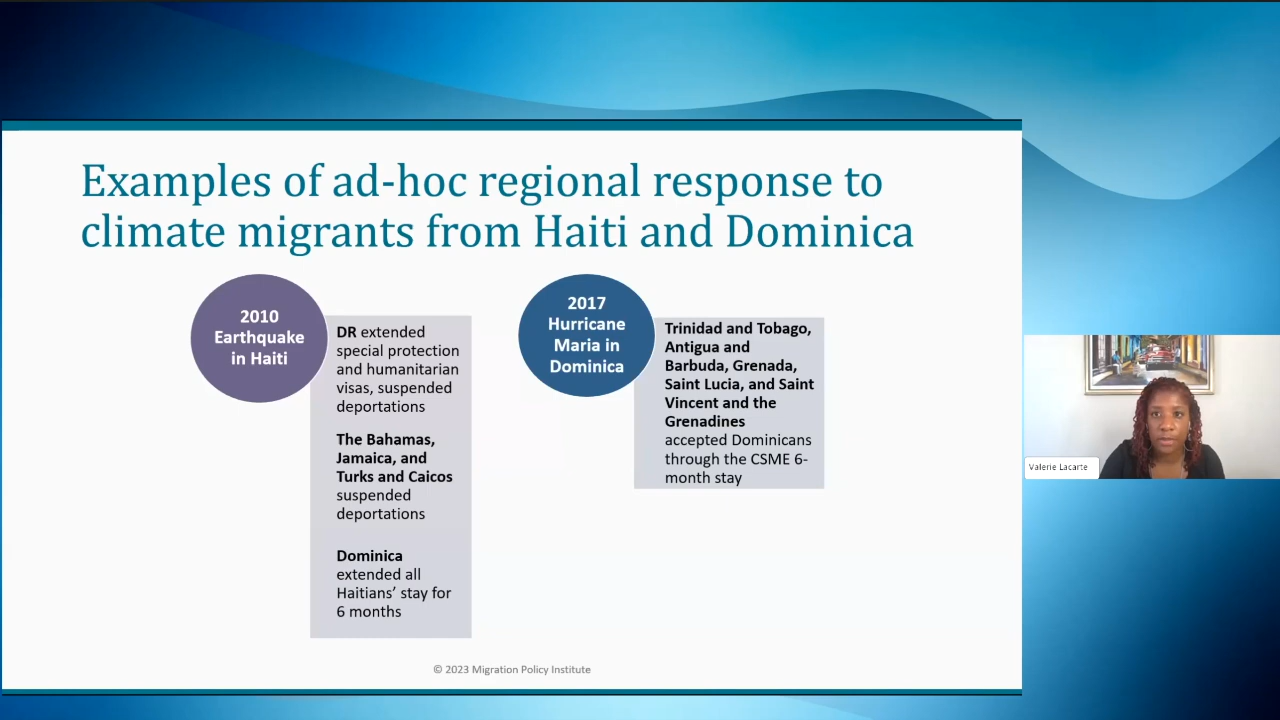 Examples of ad-hoc regional response to
climate migrants from Haiti and Dominica
2010
Earthquake
in Haiti
DR extended
special protection
and humanitarian
visas, suspended
deportations
The Bahamas,
Jamaica, and
Turks and Caicos
suspended
deportations
Dominica
extended all
Haitians’ stay for
6 months
2017
Hurricane
Maria in
Dominica
Trinidad and Tobago,
Antigua and
Barbuda, Grenada,
Saint Lucia, and Saint
Vincent and the
Grenadines
accepted Dominicans
through the CSME 6-
month stay
© 2023 Migration Policy Institute
Valerie Lacarte